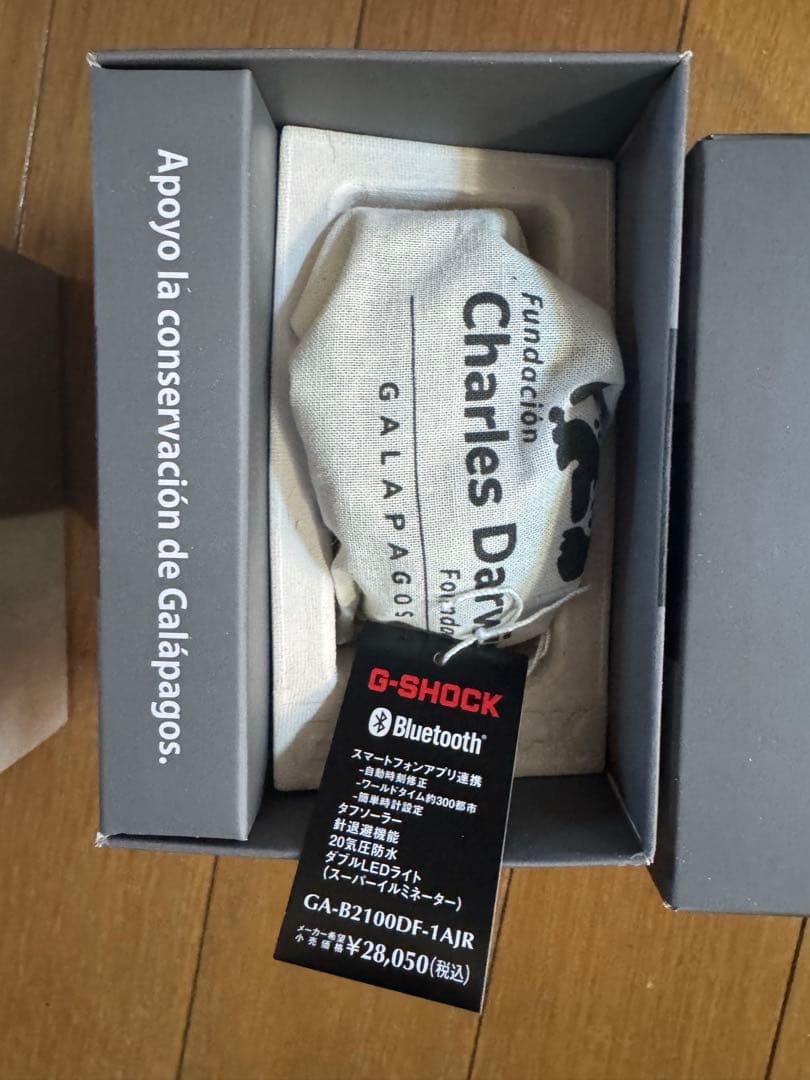 Apoyo la conservación de Galápagos.
Fundación
Charles Darwi
GALAPAGOS
Founda
G-SHOCK
Bluetooth®
スマートフォンアプリ連携
-自動時刻修正
-ワールドタイム約300都市
-簡単時計設定
タフソーラー
針退避機能
20気圧防水
ダブルLEDライト
(スーパーイルミネーター)
GA-B2100DF-1AJR
メーカー希望
小売価格 ¥28,050(税込)